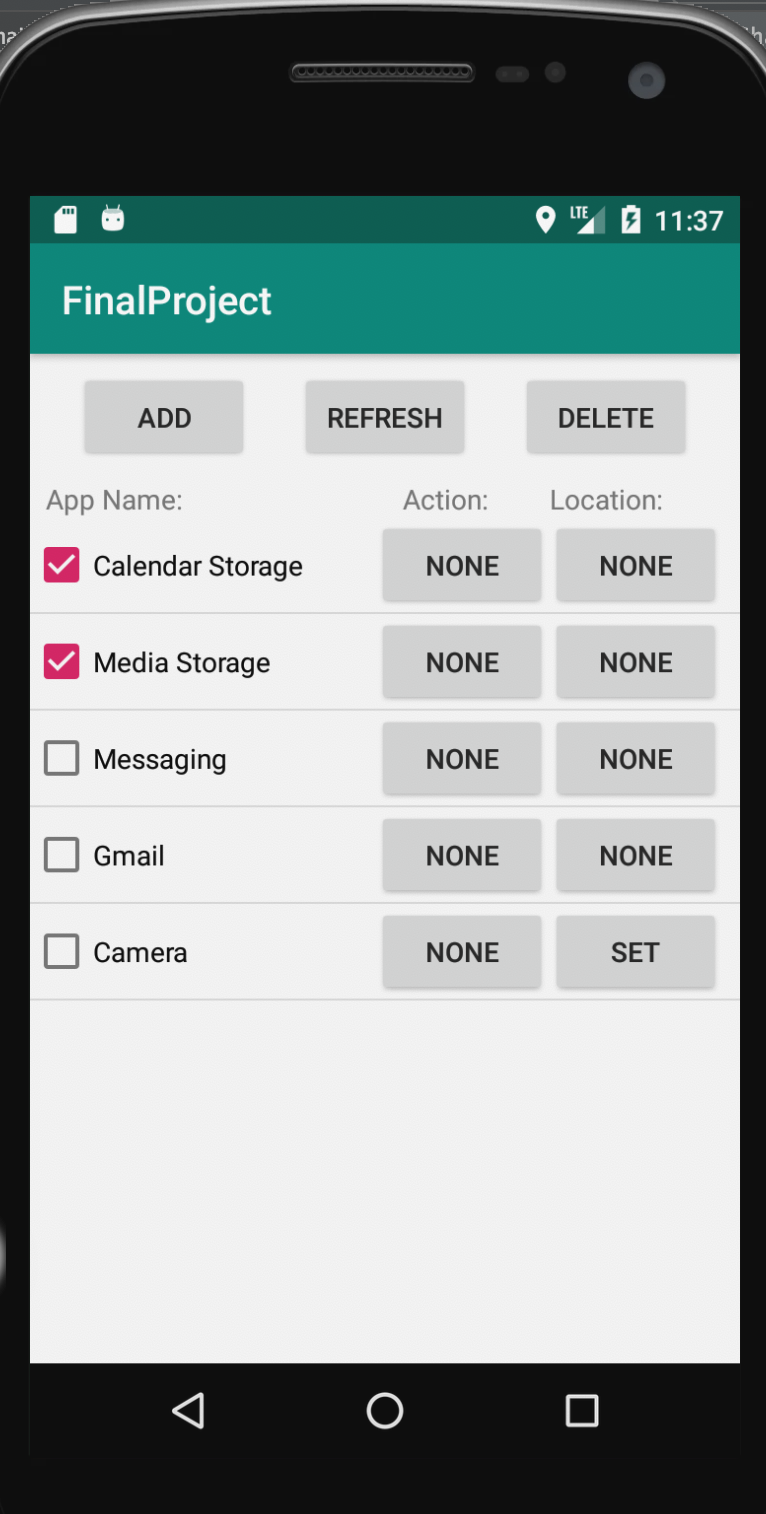 LTE 11:37
FinalProject
ADD REFRESH DELETE
App Name: Action: Location:
Calendar Storage NONE NONE
Media Storage NONE NONE
Messaging NONE NONE
Gmail NONE NONE
Camera NONE SET